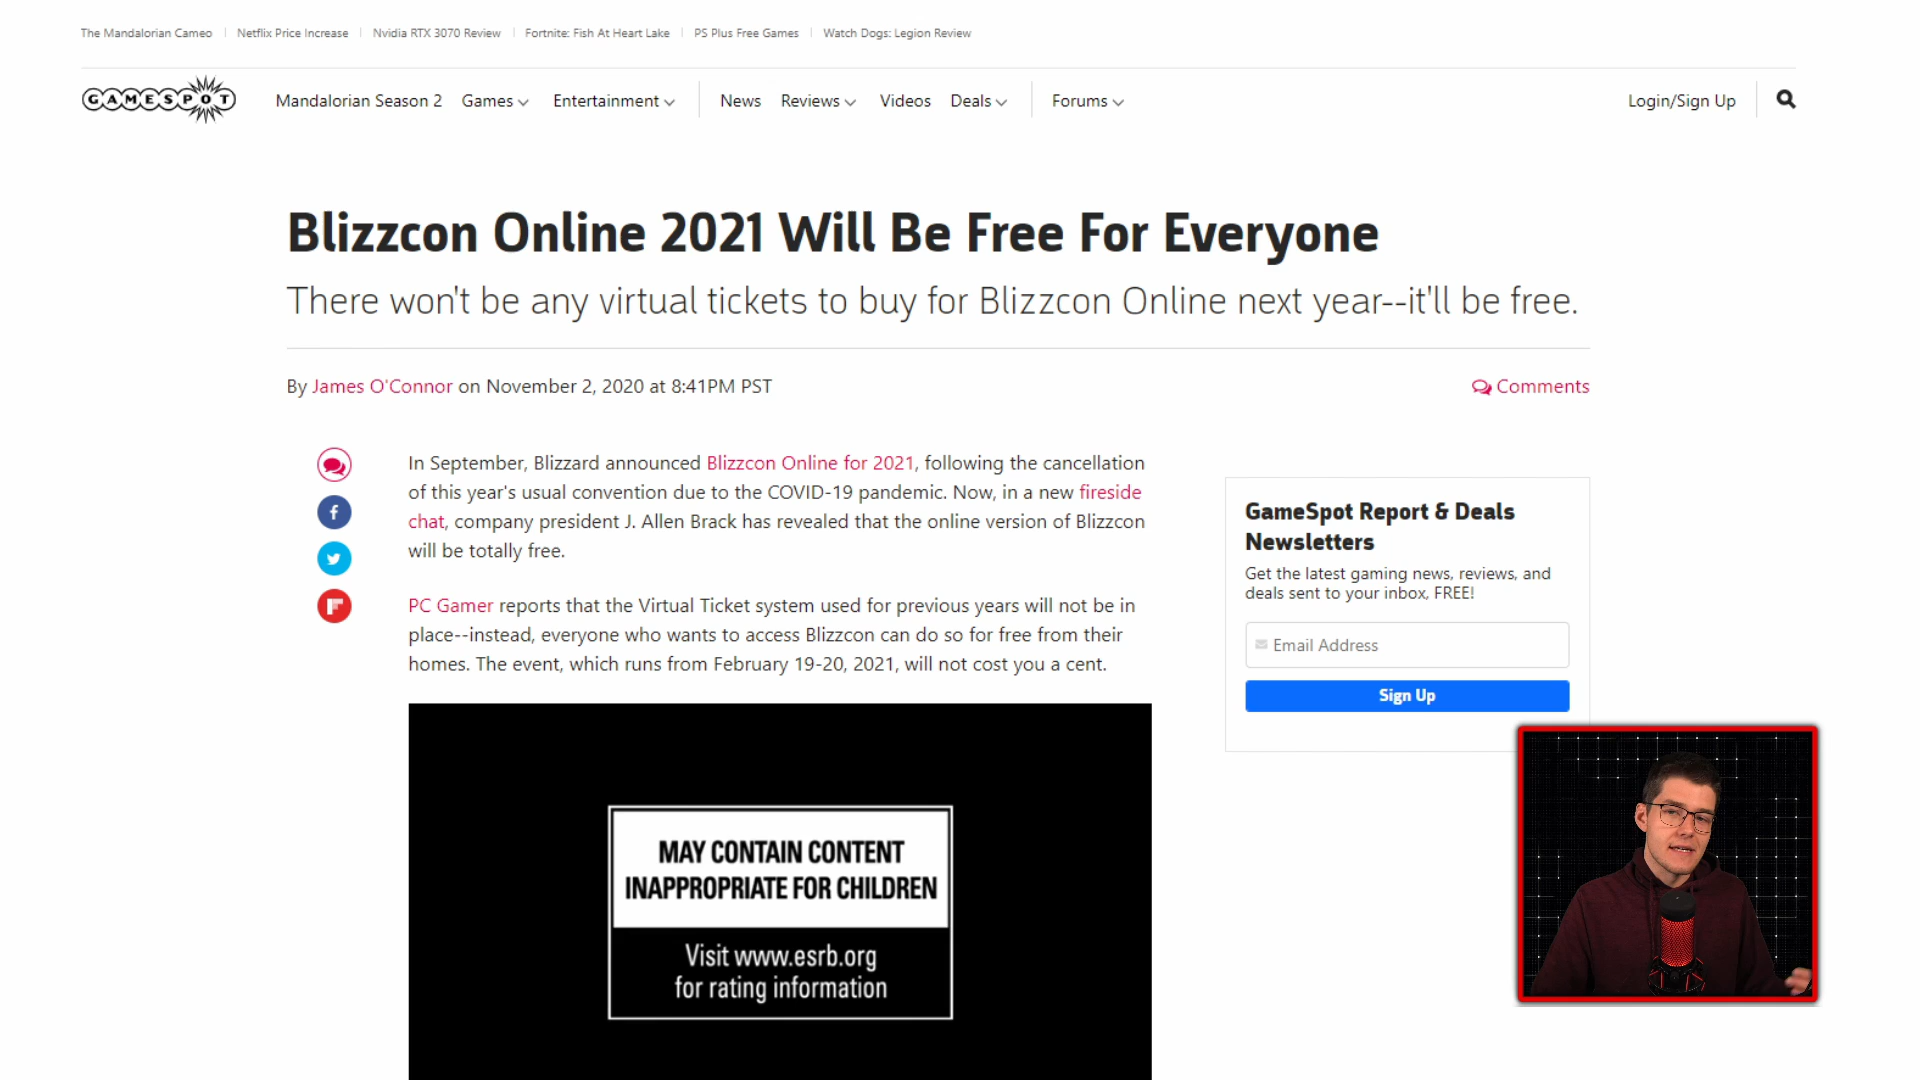 The Mandalorian Cameo
Netflix Price Increase
Nvidia RTX 3070 Review
Fortnite: Fish At Heart Lake
PS Plus Free Games
Watch Dogs: Legion Review
GAMESPOT
Mandalorian Season 2
Games
Entertainment
News
Reviews
Videos
Deals
Forums
Login/Sign Up
Blizzcon Online 2021 Will Be Free For Everyone
There won't be any virtual tickets to buy for Blizzcon Online next year--it'll be free.
By James O'Connor on November 2, 2020 at 8:41PM PST
Comments
In September, Blizzard announced Blizzcon Online for 2021, following the cancellation
of this year's usual convention due to the COVID-19 pandemic. Now, in a new fireside
chat, company president J. Allen Brack has revealed that the online version of Blizzcon
will be totally free.
PC Gamer reports that the Virtual Ticket system used for previous years will not be in
place--instead, everyone who wants to access Blizzcon can do so for free from their
homes. The event, which runs from February 19-20, 2021, will not cost you a cent.
MAY CONTAIN CONTENT
INAPPROPRIATE FOR CHILDREN
Visit www.esrb.org
for rating information
GameSpot Report & Deals
Newsletters
Get the latest gaming news, reviews, and
deals sent to your inbox, FREE!
Email Address
Sign Up